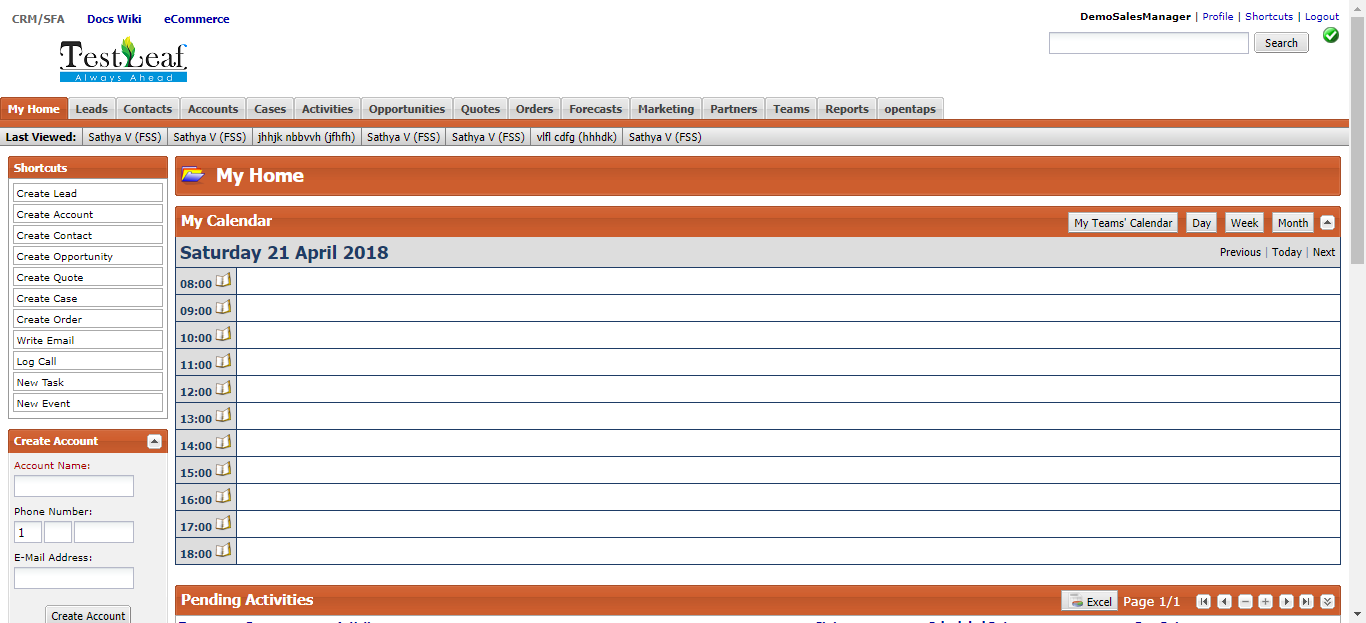 CRM/SFA Docs Wiki eCommerce
DemoSalesManager | Profile | Shortcuts | Logout
TestLeaf
Always Ahead
Search
My Home Leads Contacts Accounts Cases Activities Opportunities Quotes Orders Forecasts Marketing Partners Teams Reports opentaps
Last Viewed: Sathya V (FSS) Sathya V (FSS) jhhjk nbbvvh (jfhfh) Sathya V (FSS) Sathya V (FSS) vlfl cdfg (hhhdk) Sathya V (FSS)
Shortcuts
Create Lead
Create Account
Create Contact
Create Opportunity
Create Quote
Create Case
Create Order
Write Email
Log Call
New Task
New Event
Create Account
Account Name:
Phone Number:
1
E-Mail Address:
Create Account
My Home
My Calendar
My Teams' Calendar Day Week Month
Saturday 21 April 2018
Previous | Today | Next
08:00
09:00
10:00
11:00
12:00
13:00
14:00
15:00
16:00
17:00
18:00
Pending Activities
Excel Page 1/1